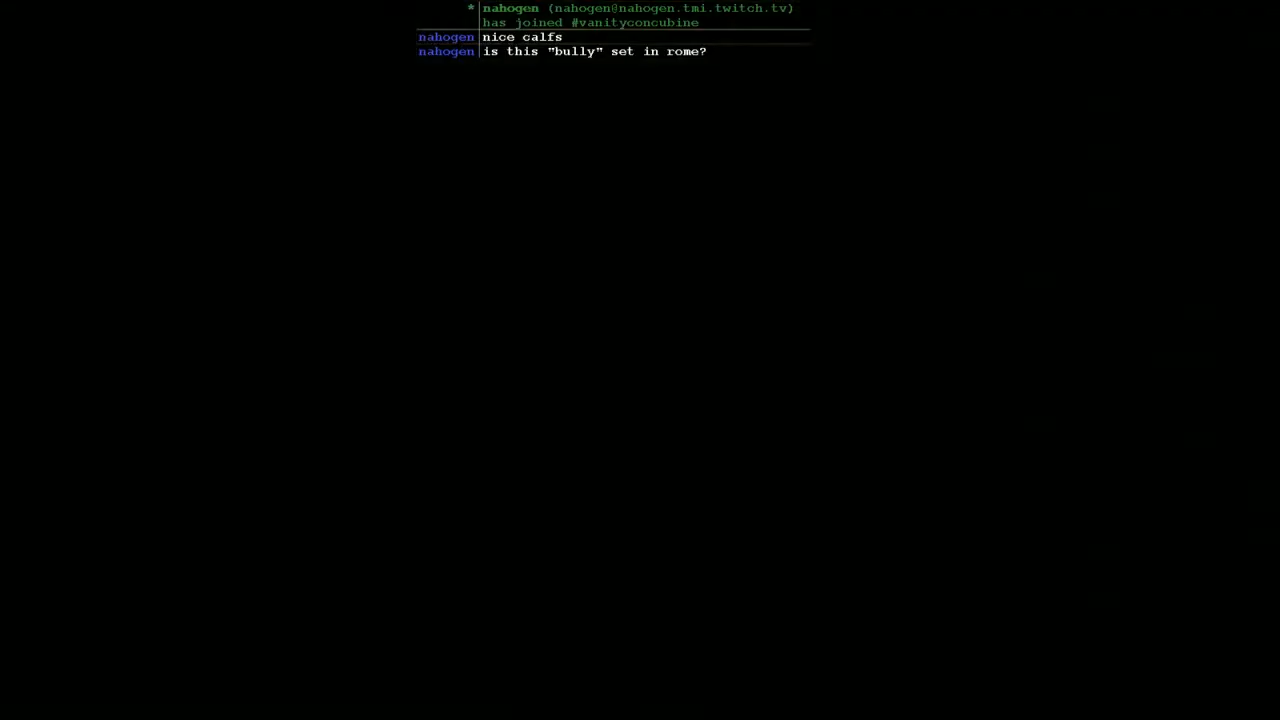 * nahogen (nahogen@nahogen.tmi.twitch.tv)
has joined #vanityconcubine
nahogen nice calfs
nahogen is this "bully" set in rome?